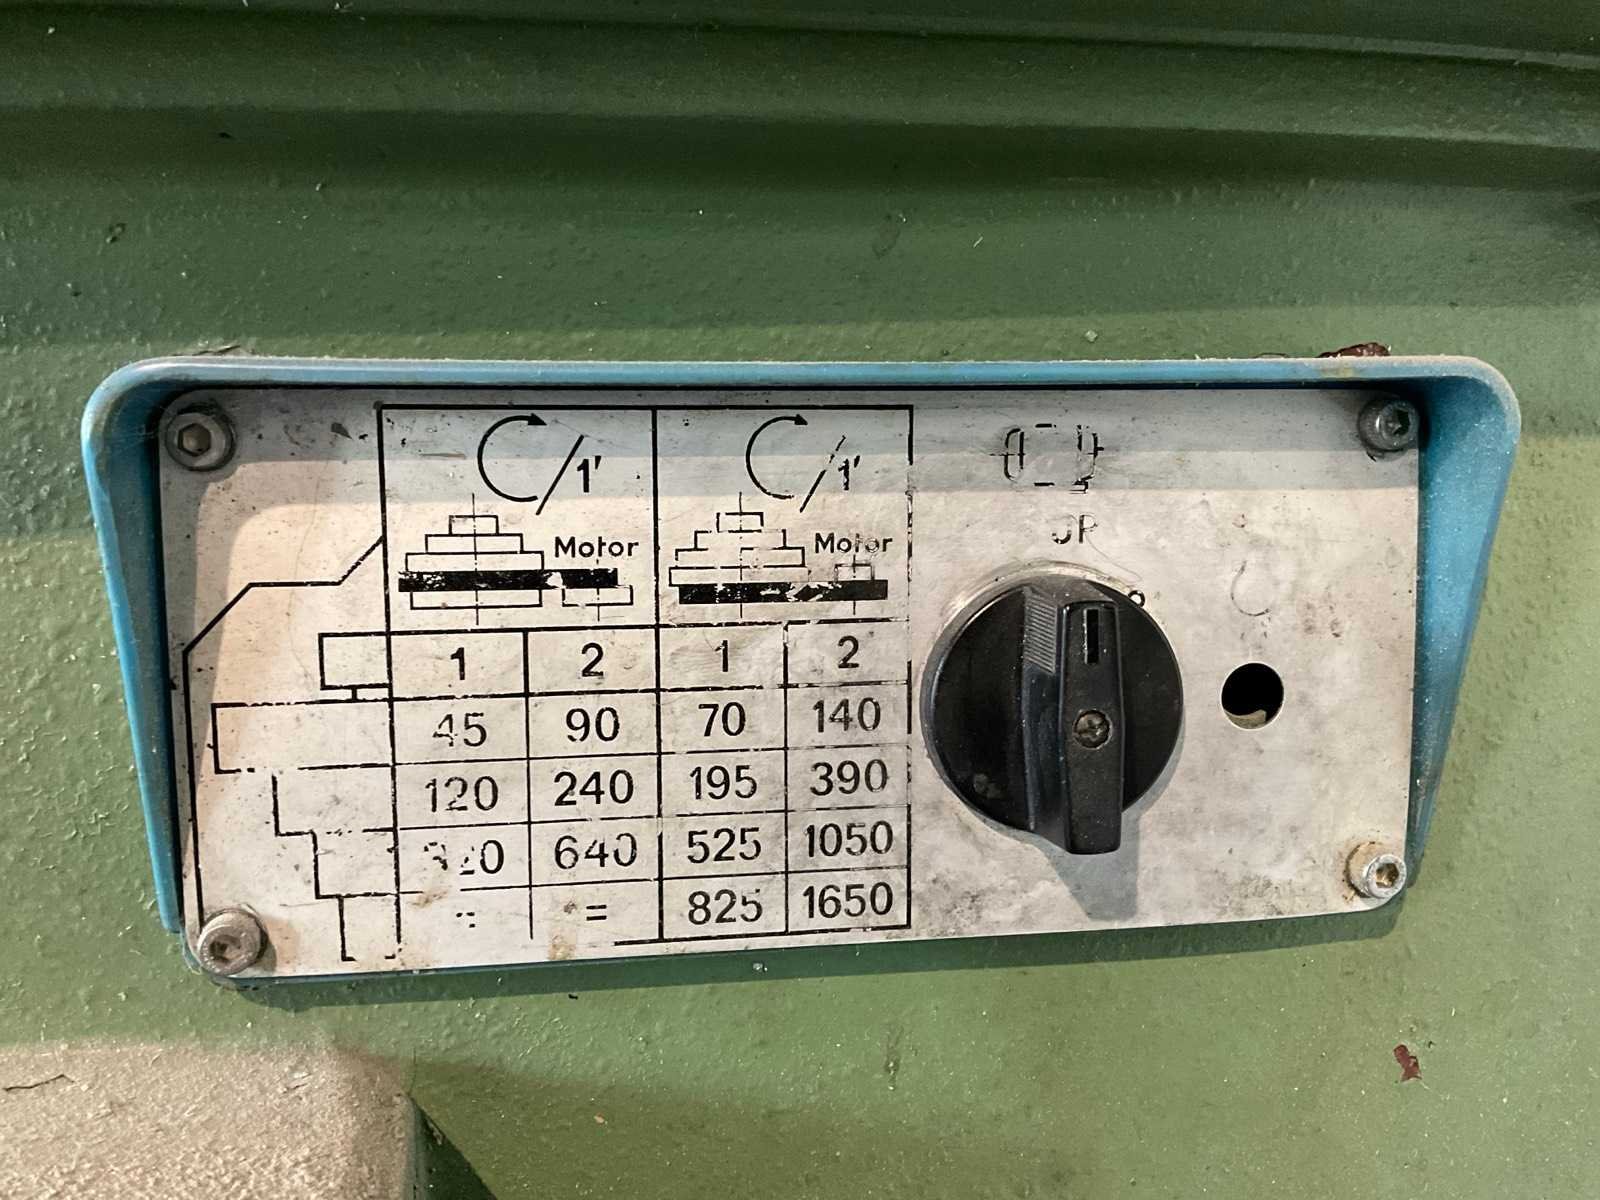 /1' /1'
Motor Motor
1 2 1 2
45 90 70 140
120 240 195 390
320 640 525 1050
= = 825 1650